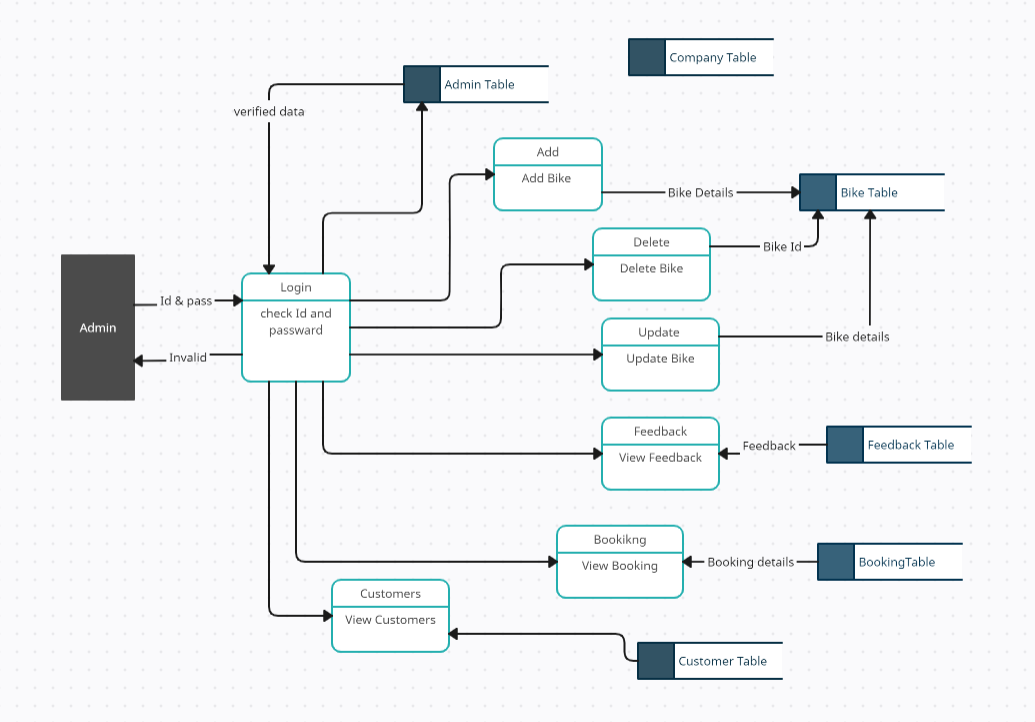 Company Table
Admin Table
verified data
Add
Add Bike
Bike Details
Bike Table
Delete
Delete Bike
Bike Id
Login
check Id and
passward
Id & pass
Admin
Invalid
Update
Update Bike
Bike details
Feedback
View Feedback
Feedback
Feedback Table
Bookikng
View Booking
Booking details
BookingTable
Customers
View Customers
Customer Table